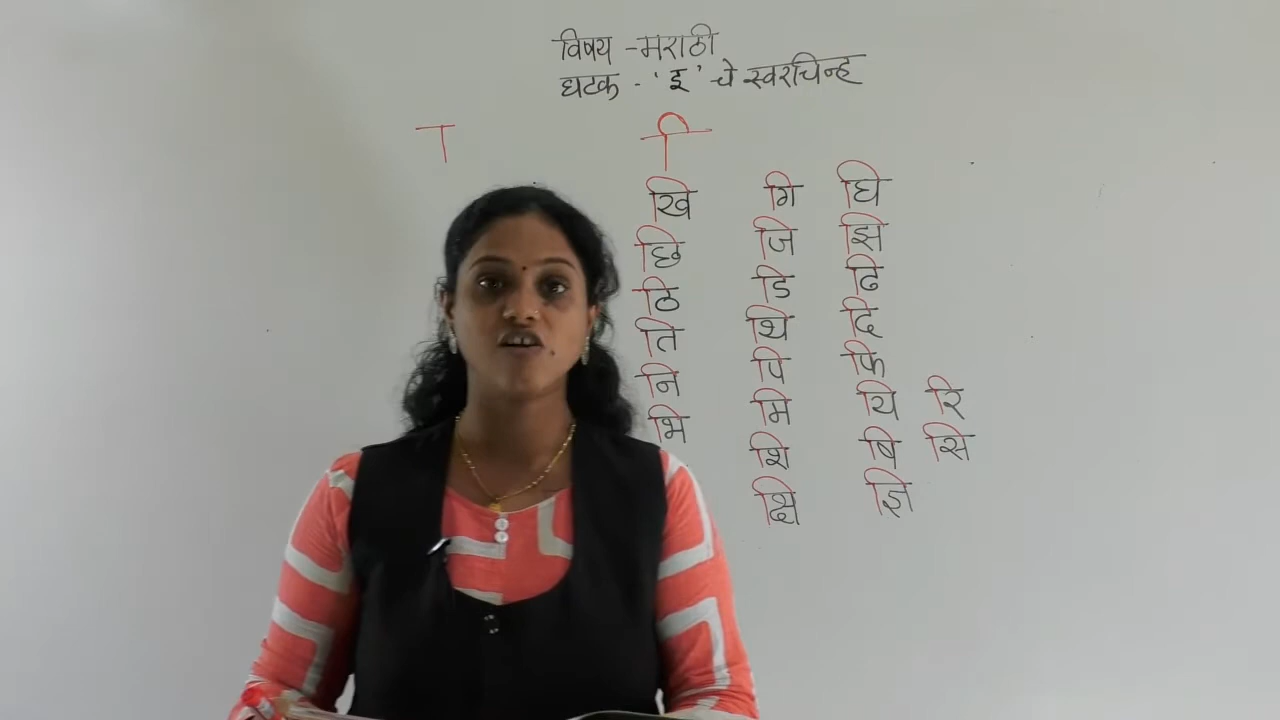 विषय - मराठी
घटक - 'इ' चे स्वरचिन्ह
ा ि
खि गि घि
छि जि झि
ठि डि ढि
ति थि दि
नि पि फि
भि मि यि रि
शि षि सि
क्षि ज्ञि